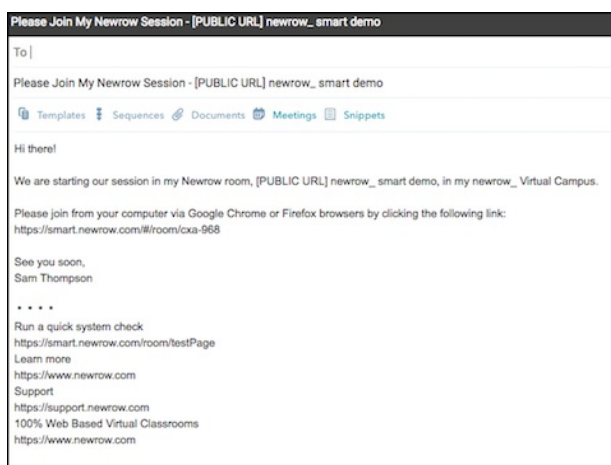 Please Join My Newrow Session - [PUBLIC URL] newrow_ smart demo
To
Please Join My Newrow Session - [PUBLIC URL] newrow_ smart demo
Templates Sequences Documents Meetings Snippets
Hi there!
We are starting our session in my Newrow room, [PUBLIC URL] newrow_ smart demo, in my newrow_ Virtual Campus.
Please join from your computer via Google Chrome or Firefox browsers by clicking the following link:
https://smart.newrow.com/#/room/cxa-968
See you soon,
Sam Thompson
• • • •
Run a quick system check
https://smart.newrow.com/room/testPage
Learn more
https://www.newrow.com
Support
https://support.newrow.com
100% Web Based Virtual Classrooms
https://www.newrow.com